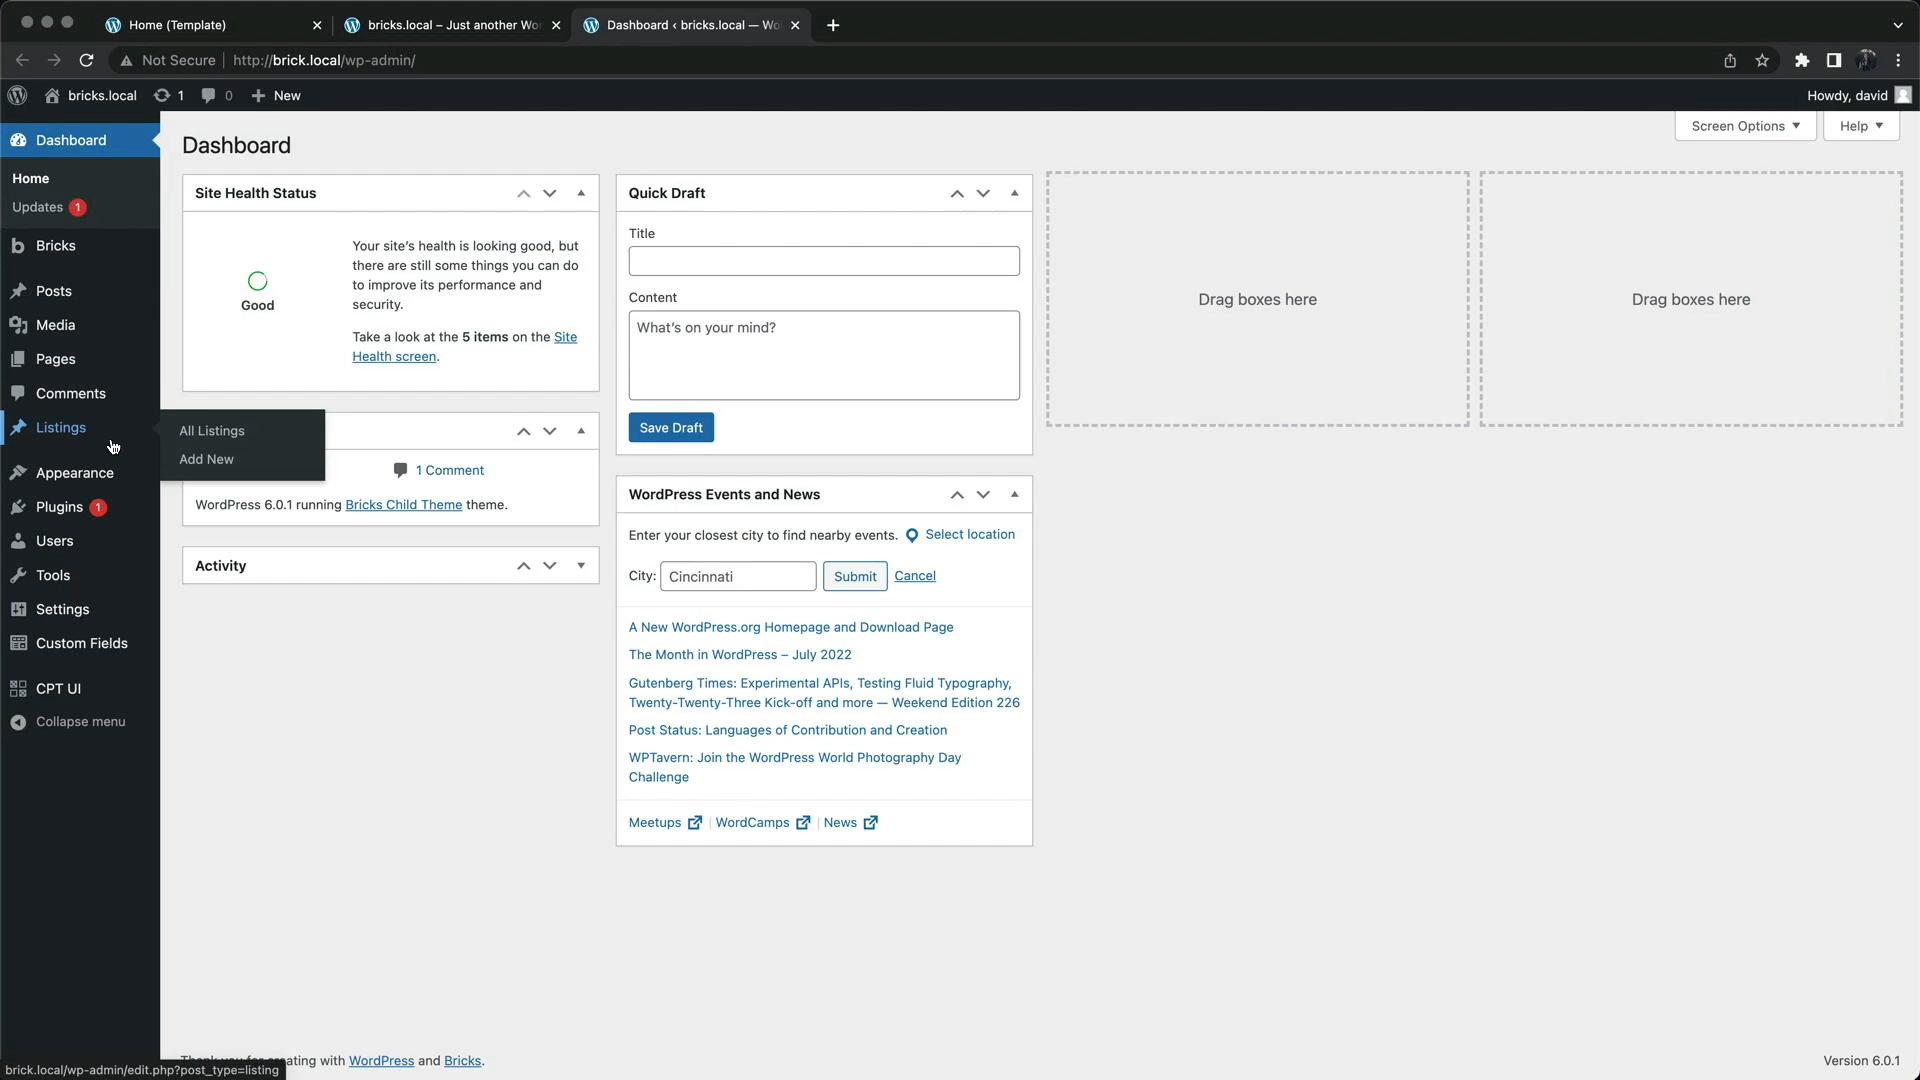 Home (Template)
bricks.local – Just another Wor
Dashboard ‹ bricks.local — Wo
Not Secure
http://brick.local/wp-admin/
bricks.local
1
0
New
Howdy, david
Screen Options
Help
Dashboard
Home
Updates 1
Bricks
Posts
Media
Pages
Comments
Listings
All Listings
Add New
Appearance
Plugins 1
Users
Tools
Settings
Custom Fields
CPT UI
Collapse menu
Dashboard
Site Health Status
Good
Your site's health is looking good, but
there are still some things you can do
to improve its performance and
security.
Take a look at the 5 items on the Site
Health screen.
1 Comment
WordPress 6.0.1 running Bricks Child Theme theme.
Activity
Quick Draft
Title
Content
What's on your mind?
Save Draft
WordPress Events and News
Enter your closest city to find nearby events. Select location
City: Cincinnati Submit Cancel
A New WordPress.org Homepage and Download Page
The Month in WordPress – July 2022
Gutenberg Times: Experimental APIs, Testing Fluid Typography,
Twenty-Twenty-Three Kick-off and more — Weekend Edition 226
Post Status: Languages of Contribution and Creation
WPTavern: Join the WordPress World Photography Day
Challenge
Meetups | WordCamps | News
Drag boxes here
Drag boxes here
Thank you for creating with WordPress and Bricks.
Version 6.0.1
brick.local/wp-admin/edit.php?post_type=listing